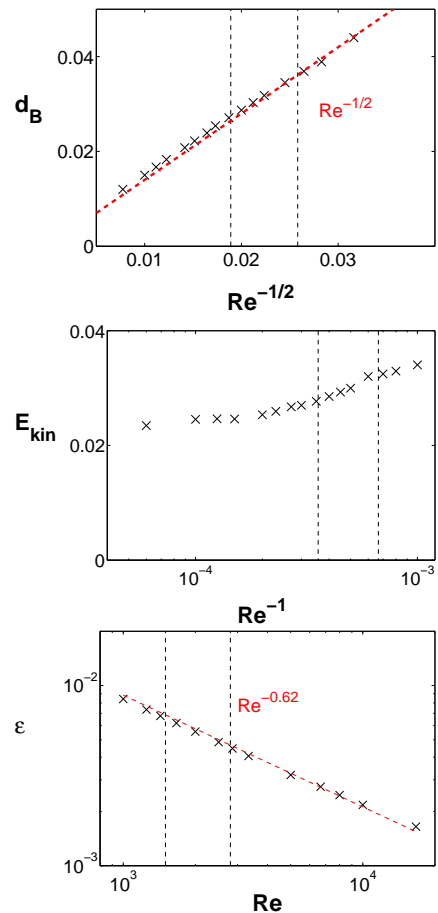 0.04
d_B
Re^{-1/2}
0.02
0
0.01 0.02 0.03
Re^{-1/2}
0.04
E_{kin}
0.02
0
10^{-4} 10^{-3}
Re^{-1}
10^{-2}
Re^{-0.62}
ε
10^{-3}
10^3 10^4
Re